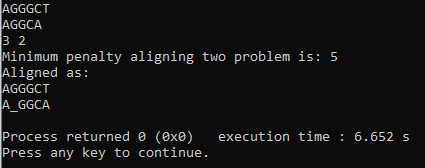 AGGGCT
AGGCA
3 2
Minimum penalty aligning two problem is: 5
Aligned as:
AGGGCT
A_GGCA
Process returned 0 (0x0)   execution time : 6.652 s
Press any key to continue.